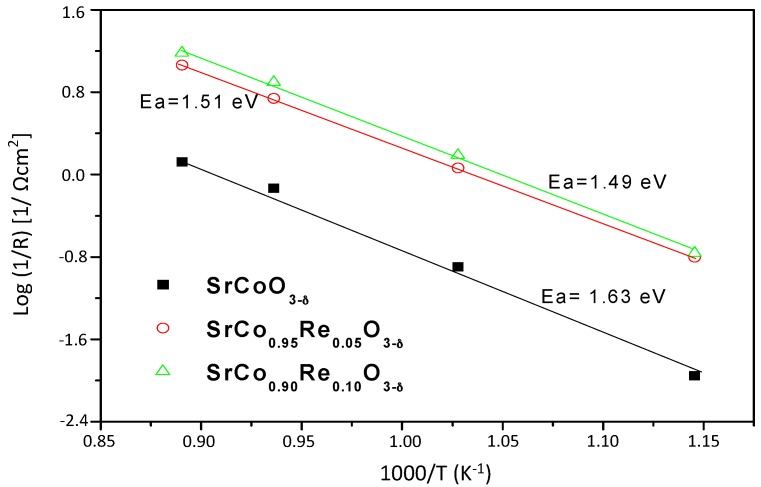 1.6
0.8
0.0
-0.8
-1.6
-2.4
Log (1/R) [1/ Ωcm²]
Ea=1.51 eV
Ea=1.49 eV
Ea= 1.63 eV
SrCoO₃₋δ
SrCo₀.₉₅Re₀.₀₅O₃₋δ
SrCo₀.₉₀Re₀.₁₀O₃₋δ
0.85 0.90 0.95 1.00 1.05 1.10 1.15
1000/T (K⁻¹)